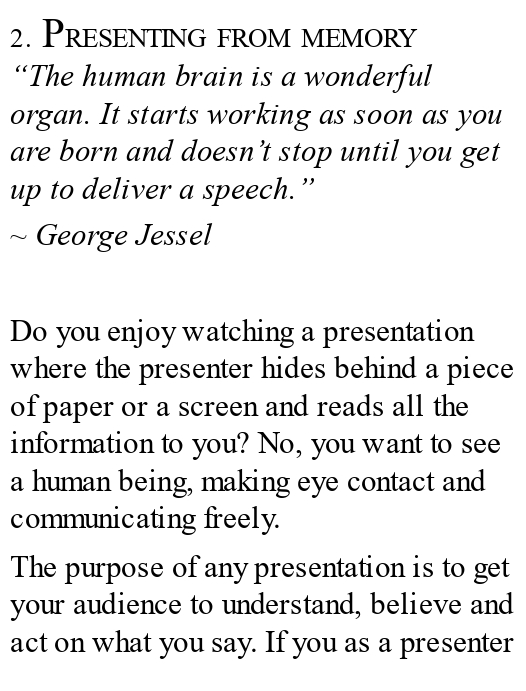 2. PRESENTING FROM MEMORY
“The human brain is a wonderful
organ. It starts working as soon as you
are born and doesn’t stop until you get
up to deliver a speech.”
~ George Jessel
Do you enjoy watching a presentation
where the presenter hides behind a piece
of paper or a screen and reads all the
information to you? No, you want to see
a human being, making eye contact and
communicating freely.
The purpose of any presentation is to get
your audience to understand, believe and
act on what you say. If you as a presenter